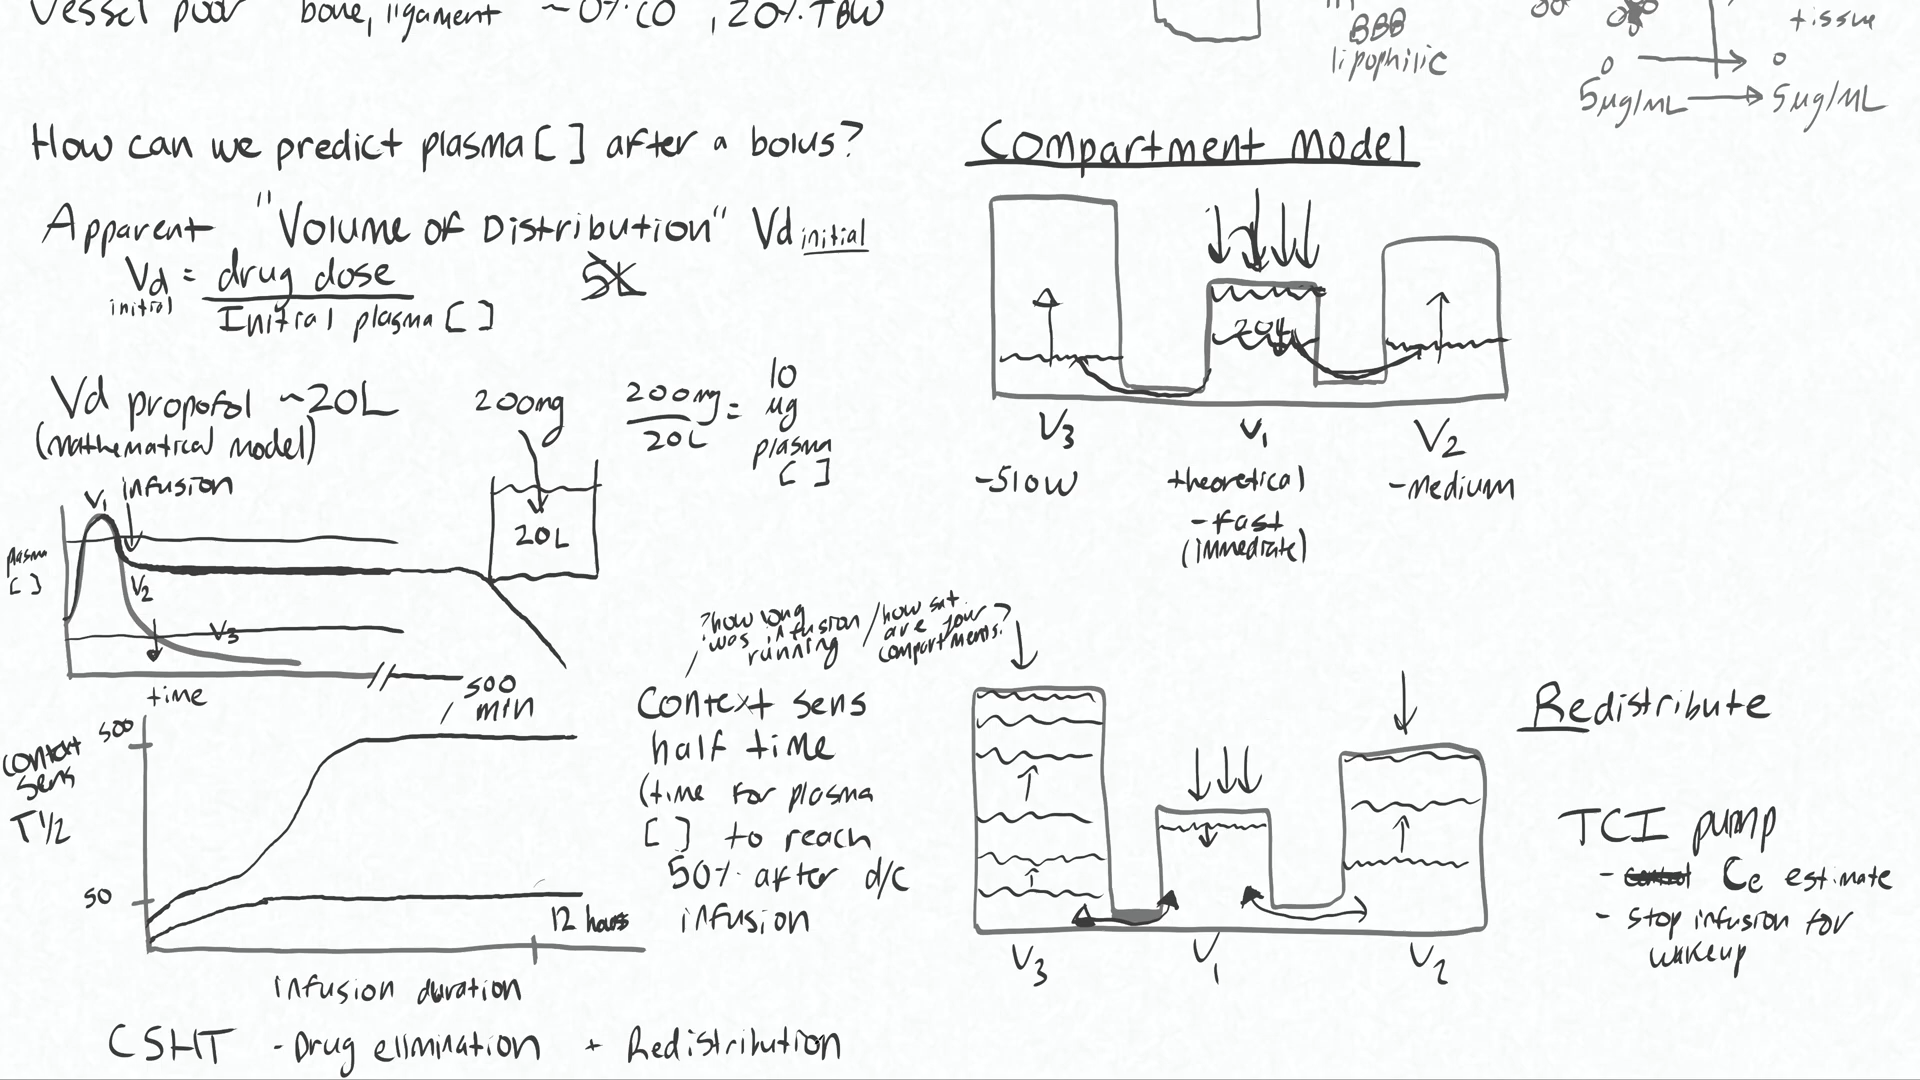 Vessel poor bone, ligament ~0% CO , 20% TBW
BBB
lipophilic
tissue
5μg/mL → 5μg/mL
How can we predict plasma [ ] after a bolus?
Apparent "Volume of Distribution" Vd initial
Vd initial = drug dose
Initial plasma [ ]
5L
Vd propofol ~20L
(mathematical model)
200mg
20L
200mg
20L
=
10
μg
plasma
[ ]
V1 infusion
plasma
[ ]
V2
V3
time
500
min
Context
sens
T 1/2
500
50
12 hours
infusion duration
CSHT - Drug elimination + Redistribution
?how long
was infusion
running
/how sat.
are your
compartments?
Context sens
half time
(time for plasma
[ ] to reach
50% after d/c
infusion
Compartment Model
20L
V3
-slow
V1
theoretical
-fast
(immediate)
V2
-medium
V3
V1
V2
Redistribute
TCI pump
- Ce estimate
- stop infusion for
wakeup